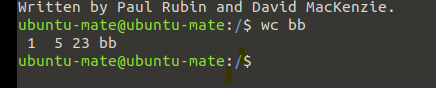 Written by Paul Rubin and David MacKenzie.
ubuntu-mate@ubuntu-mate:/$ wc bb
 1  5 23 bb
ubuntu-mate@ubuntu-mate:/$